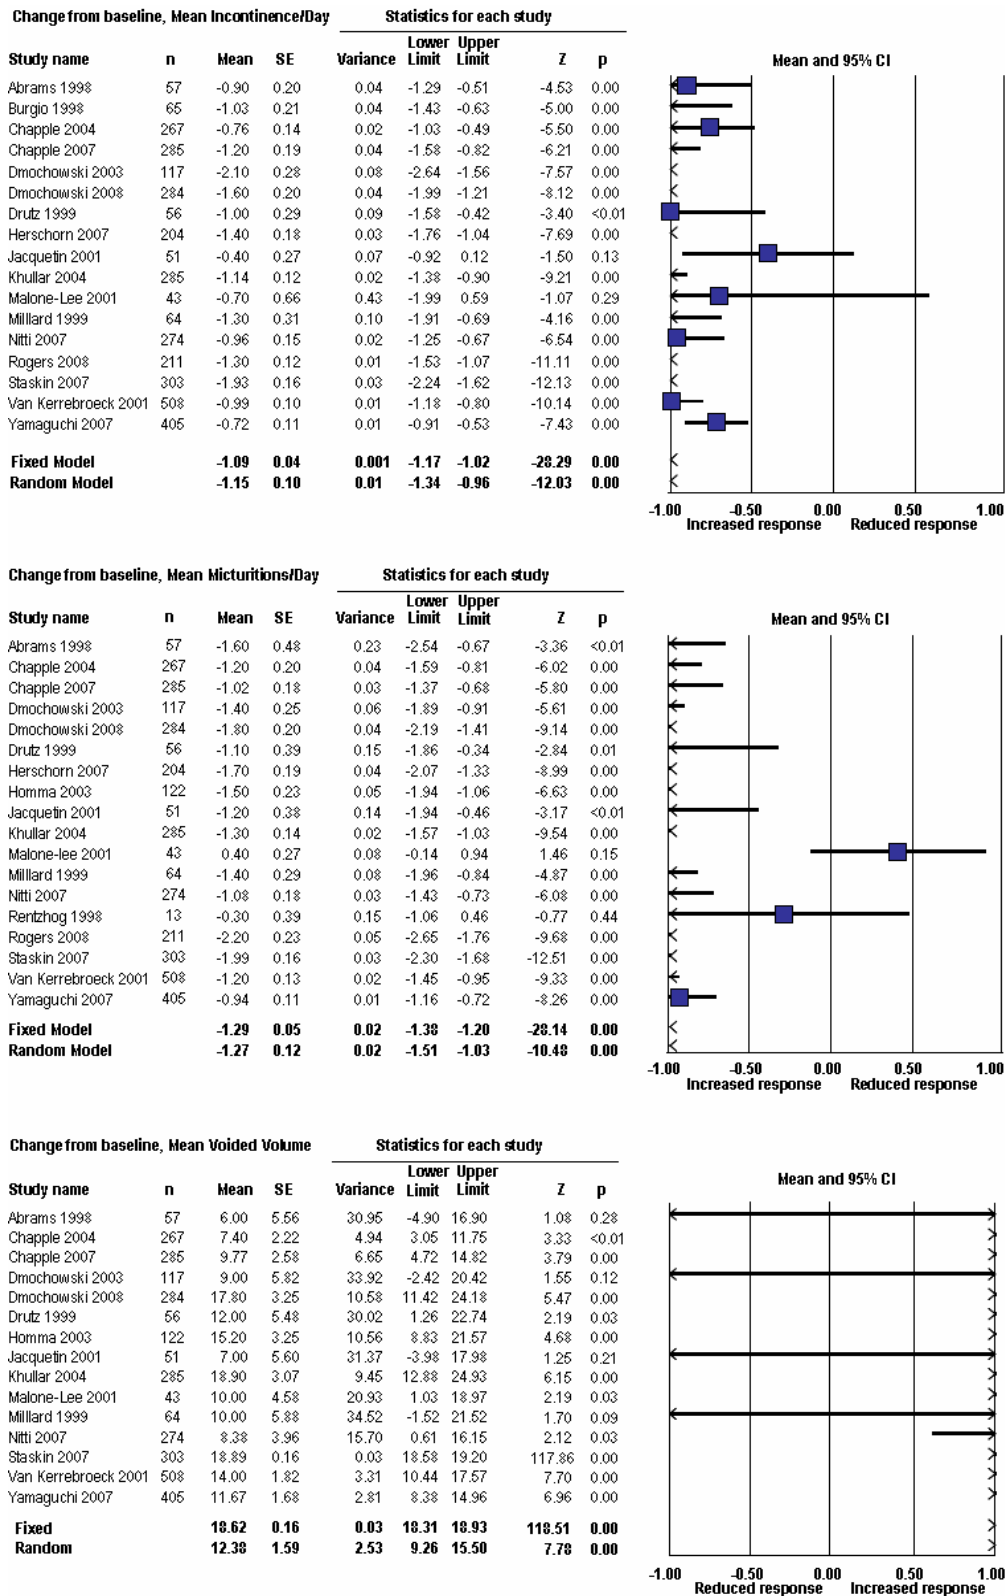 Change from baseline, Mean Incontinence/Day Statistics for each study
Lower Upper
Study name n Mean SE Variance Limit Limit Z p Mean and 95% CI
Abrams 1998 57 -0.90 0.20 0.04 -1.29 -0.51 -4.53 0.00
Burgio 1998 65 -1.03 0.21 0.04 -1.43 -0.63 -5.00 0.00
Chapple 2004 267 -0.76 0.14 0.02 -1.03 -0.49 -5.50 0.00
Chapple 2007 285 -1.20 0.19 0.04 -1.58 -0.82 -6.21 0.00
Dmochowski 2003 117 -2.10 0.28 0.08 -2.64 -1.56 -7.57 0.00
Dmochowski 2008 284 -1.60 0.20 0.04 -1.99 -1.21 -8.12 0.00
Drutz 1999 56 -1.00 0.29 0.09 -1.58 -0.42 -3.40 <0.01
Herschorn 2007 204 -1.40 0.18 0.03 -1.76 -1.04 -7.69 0.00
Jacquetin 2001 51 -0.40 0.27 0.07 -0.92 0.12 -1.50 0.13
Khullar 2004 285 -1.14 0.12 0.02 -1.38 -0.90 -9.21 0.00
Malone-Lee 2001 43 -0.70 0.66 0.43 -1.99 0.59 -1.07 0.29
Milllard 1999 64 -1.30 0.31 0.10 -1.91 -0.69 -4.16 0.00
Nitti 2007 274 -0.96 0.15 0.02 -1.25 -0.67 -6.54 0.00
Rogers 2008 211 -1.30 0.12 0.01 -1.53 -1.07 -11.11 0.00
Staskin 2007 303 -1.93 0.16 0.03 -2.24 -1.62 -12.13 0.00
Van Kerrebroeck 2001 508 -0.99 0.10 0.01 -1.18 -0.80 -10.14 0.00
Yamaguchi 2007 405 -0.72 0.11 0.01 -0.91 -0.53 -7.43 0.00
Fixed Model -1.09 0.04 0.001 -1.17 -1.02 -28.29 0.00
Random Model -1.15 0.10 0.01 -1.34 -0.96 -12.03 0.00
-1.00 -0.50 0.00 0.50 1.00
Increased response Reduced response
Change from baseline, Mean Micturitions/Day Statistics for each study
Lower Upper
Study name n Mean SE Variance Limit Limit Z p Mean and 95% CI
Abrams 1998 57 -1.60 0.48 0.23 -2.54 -0.67 -3.36 <0.01
Chapple 2004 267 -1.20 0.20 0.04 -1.59 -0.81 -6.02 0.00
Chapple 2007 285 -1.02 0.18 0.03 -1.37 -0.68 -5.80 0.00
Dmochowski 2003 117 -1.40 0.25 0.06 -1.89 -0.91 -5.61 0.00
Dmochowski 2008 284 -1.80 0.20 0.04 -2.19 -1.41 -9.14 0.00
Drutz 1999 56 -1.10 0.39 0.15 -1.86 -0.34 -2.84 0.01
Herschorn 2007 204 -1.70 0.19 0.04 -2.07 -1.33 -8.99 0.00
Homma 2003 122 -1.50 0.23 0.05 -1.94 -1.06 -6.63 0.00
Jacquetin 2001 51 -1.20 0.38 0.14 -1.94 -0.46 -3.17 <0.01
Khullar 2004 285 -1.30 0.14 0.02 -1.57 -1.03 -9.54 0.00
Malone-lee 2001 43 0.40 0.27 0.08 -0.14 0.94 1.46 0.15
Milllard 1999 64 -1.40 0.29 0.08 -1.96 -0.84 -4.87 0.00
Nitti 2007 274 -1.08 0.18 0.03 -1.43 -0.73 -6.08 0.00
Rentzhog 1998 13 -0.30 0.39 0.15 -1.06 0.46 -0.77 0.44
Rogers 2008 211 -2.20 0.23 0.05 -2.65 -1.76 -9.68 0.00
Staskin 2007 303 -1.99 0.16 0.03 -2.30 -1.68 -12.51 0.00
Van Kerrebroeck 2001 508 -1.20 0.13 0.02 -1.45 -0.95 -9.33 0.00
Yamaguchi 2007 405 -0.94 0.11 0.01 -1.16 -0.72 -8.26 0.00
Fixed Model -1.29 0.05 0.02 -1.38 -1.20 -28.14 0.00
Random Model -1.27 0.12 0.02 -1.51 -1.03 -10.48 0.00
-1.00 -0.50 0.00 0.50 1.00
Increased response Reduced response
Change from baseline, Mean Voided Volume Statistics for each study
Lower Upper
Study name n Mean SE Variance Limit Limit Z p Mean and 95% CI
Abrams 1998 57 6.00 5.56 30.95 -4.90 16.90 1.08 0.28
Chapple 2004 267 7.40 2.22 4.94 3.05 11.75 3.33 <0.01
Chapple 2007 285 9.77 2.58 6.65 4.72 14.82 3.79 0.00
Dmochowski 2003 117 9.00 5.82 33.92 -2.42 20.42 1.55 0.12
Dmochowski 2008 284 17.80 3.25 10.58 11.42 24.18 5.47 0.00
Drutz 1999 56 12.00 5.48 30.02 1.26 22.74 2.19 0.03
Homma 2003 122 15.20 3.25 10.56 8.83 21.57 4.68 0.00
Jacquetin 2001 51 7.00 5.60 31.37 -3.98 17.98 1.25 0.21
Khullar 2004 285 18.90 3.07 9.45 12.88 24.93 6.15 0.00
Malone-Lee 2001 43 10.00 4.58 20.93 1.03 18.97 2.19 0.03
Milllard 1999 64 10.00 5.88 34.52 -1.52 21.52 1.70 0.09
Nitti 2007 274 8.38 3.96 15.70 0.61 16.15 2.12 0.03
Staskin 2007 303 18.89 0.16 0.03 18.58 19.20 117.86 0.00
Van Kerrebroeck 2001 508 14.00 1.82 3.31 10.44 17.57 7.70 0.00
Yamaguchi 2007 405 11.67 1.68 2.81 8.38 14.96 6.96 0.00
Fixed 18.62 0.16 0.03 18.31 18.93 118.51 0.00
Random 12.38 1.59 2.53 9.26 15.50 7.78 0.00
-1.00 -0.50 0.00 0.50 1.00
Reduced response Increased response